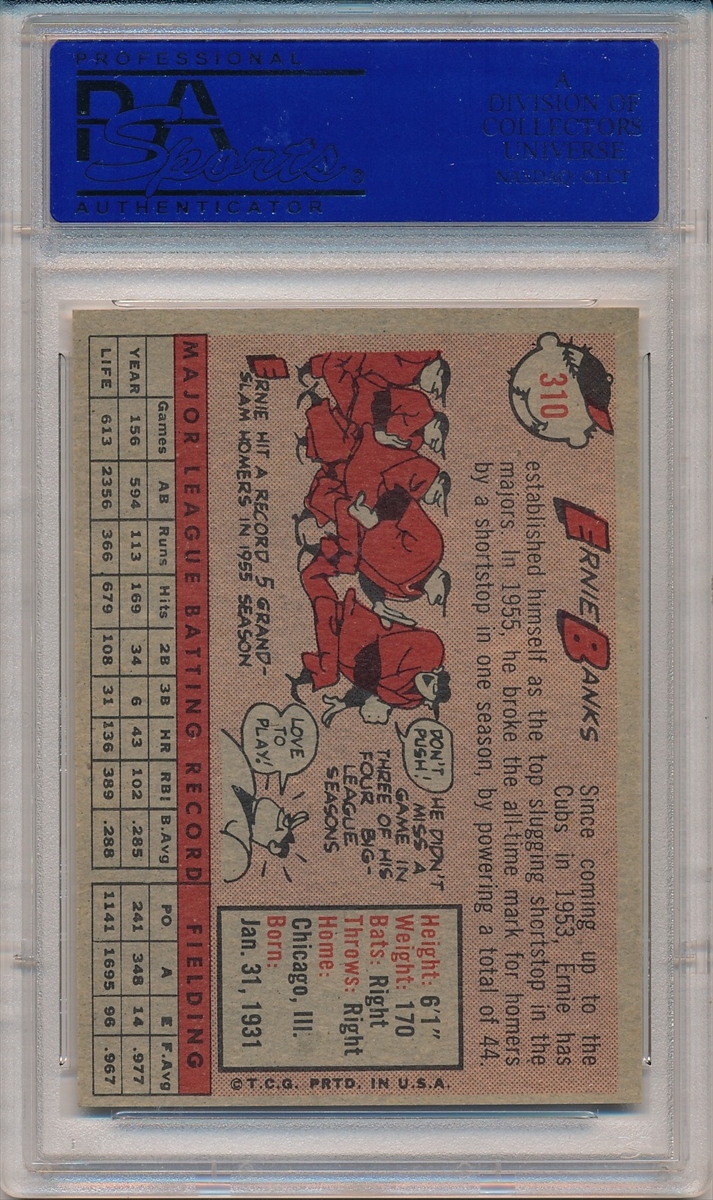 PROFESSIONAL
PSA
Sports®
AUTHENTICATOR
A
DIVISION OF
COLLECTORS
UNIVERSE
NASDAQ: CLCT
310
ERNIE BANKS
Since coming up to the
Cubs in 1953, Ernie has
established himself as the top slugging shortstop in the
majors. In 1955, he broke the all-time mark for homers
by a shortstop in one season, by powering a total of 44.
DON'T
PUSH!
HE DIDN'T
MISS A
GAME IN
THREE OF HIS
FOUR BIG-
LEAGUE
SEASONS
LOVE
TO
PLAY!
ERNIE HIT A RECORD 5 GRAND-
SLAM HOMERS IN 1955 SEASON
Height: 6'1"
Weight: 170
Bats: Right
Throws: Right
Home:
Chicago, Ill.
Born:
Jan. 31, 1931
©T.C.G. PRTD. IN U.S.A.
MAJOR LEAGUE BATTING RECORD FIELDING
Games AB Runs Hits 2B 3B HR RBI B.Avg PO A E F.Avg
YEAR 156 594 113 169 34 6 43 102 .285 241 348 14 .977
LIFE 613 2356 366 679 108 31 136 389 .288 1141 1695 96 .967